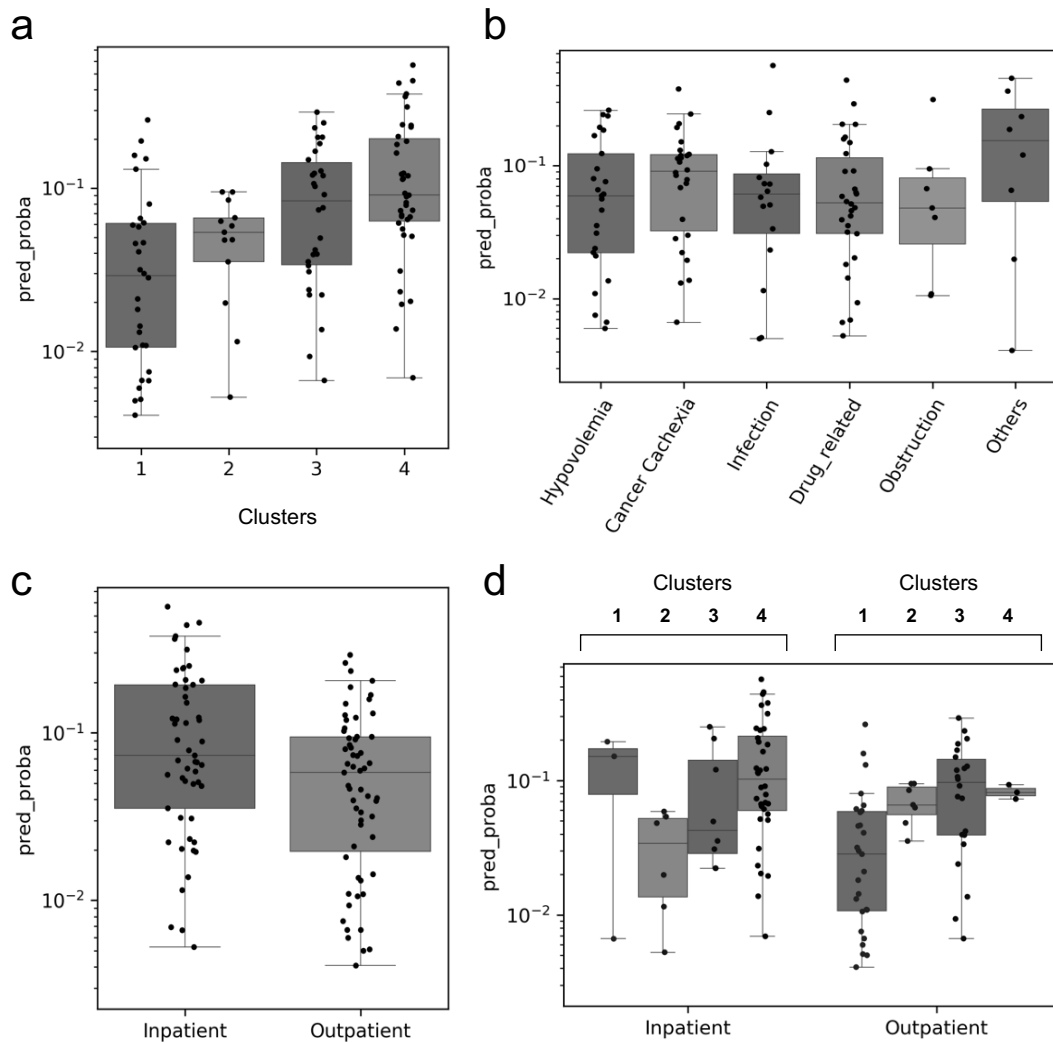 a
10⁻¹
10⁻²
pred_proba
1 2 3 4
Clusters
b
10⁻¹
10⁻²
pred_proba
Hypovolemia
Cancer Cachexia
Infection
Drug_related
Obstruction
Others
c
10⁻¹
10⁻²
pred_proba
Inpatient Outpatient
d
Clusters Clusters
1 2 3 4 1 2 3 4
10⁻¹
10⁻²
pred_proba
Inpatient Outpatient